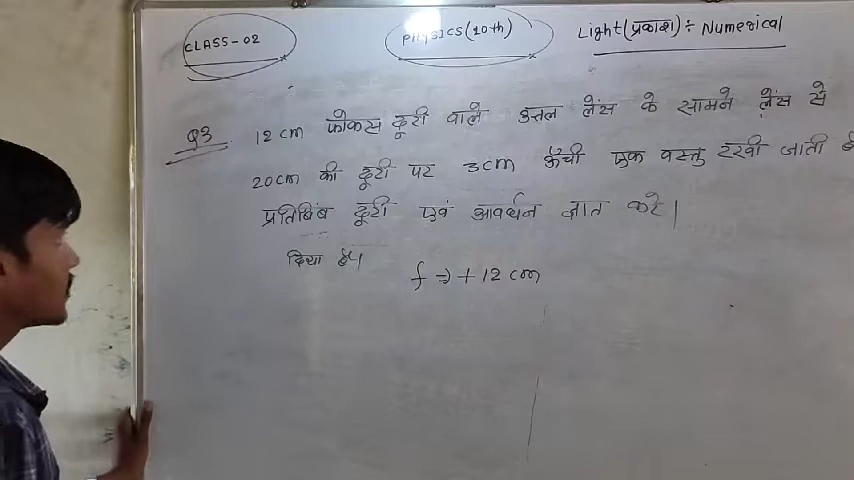 CLASS-02
PHYSICS(10th)
Light(प्रकाश)÷ Numerical
Q3 12 cm फोकस दूरी वाले उत्तल लेंस के सामने लेंस से
20cm की दूरी पर 3cm ऊँची एक वस्तु रखी जाती है
प्रतिबिंब दूरी एवं आवर्धन ज्ञात करे|
दिया है।
f => +12 cm